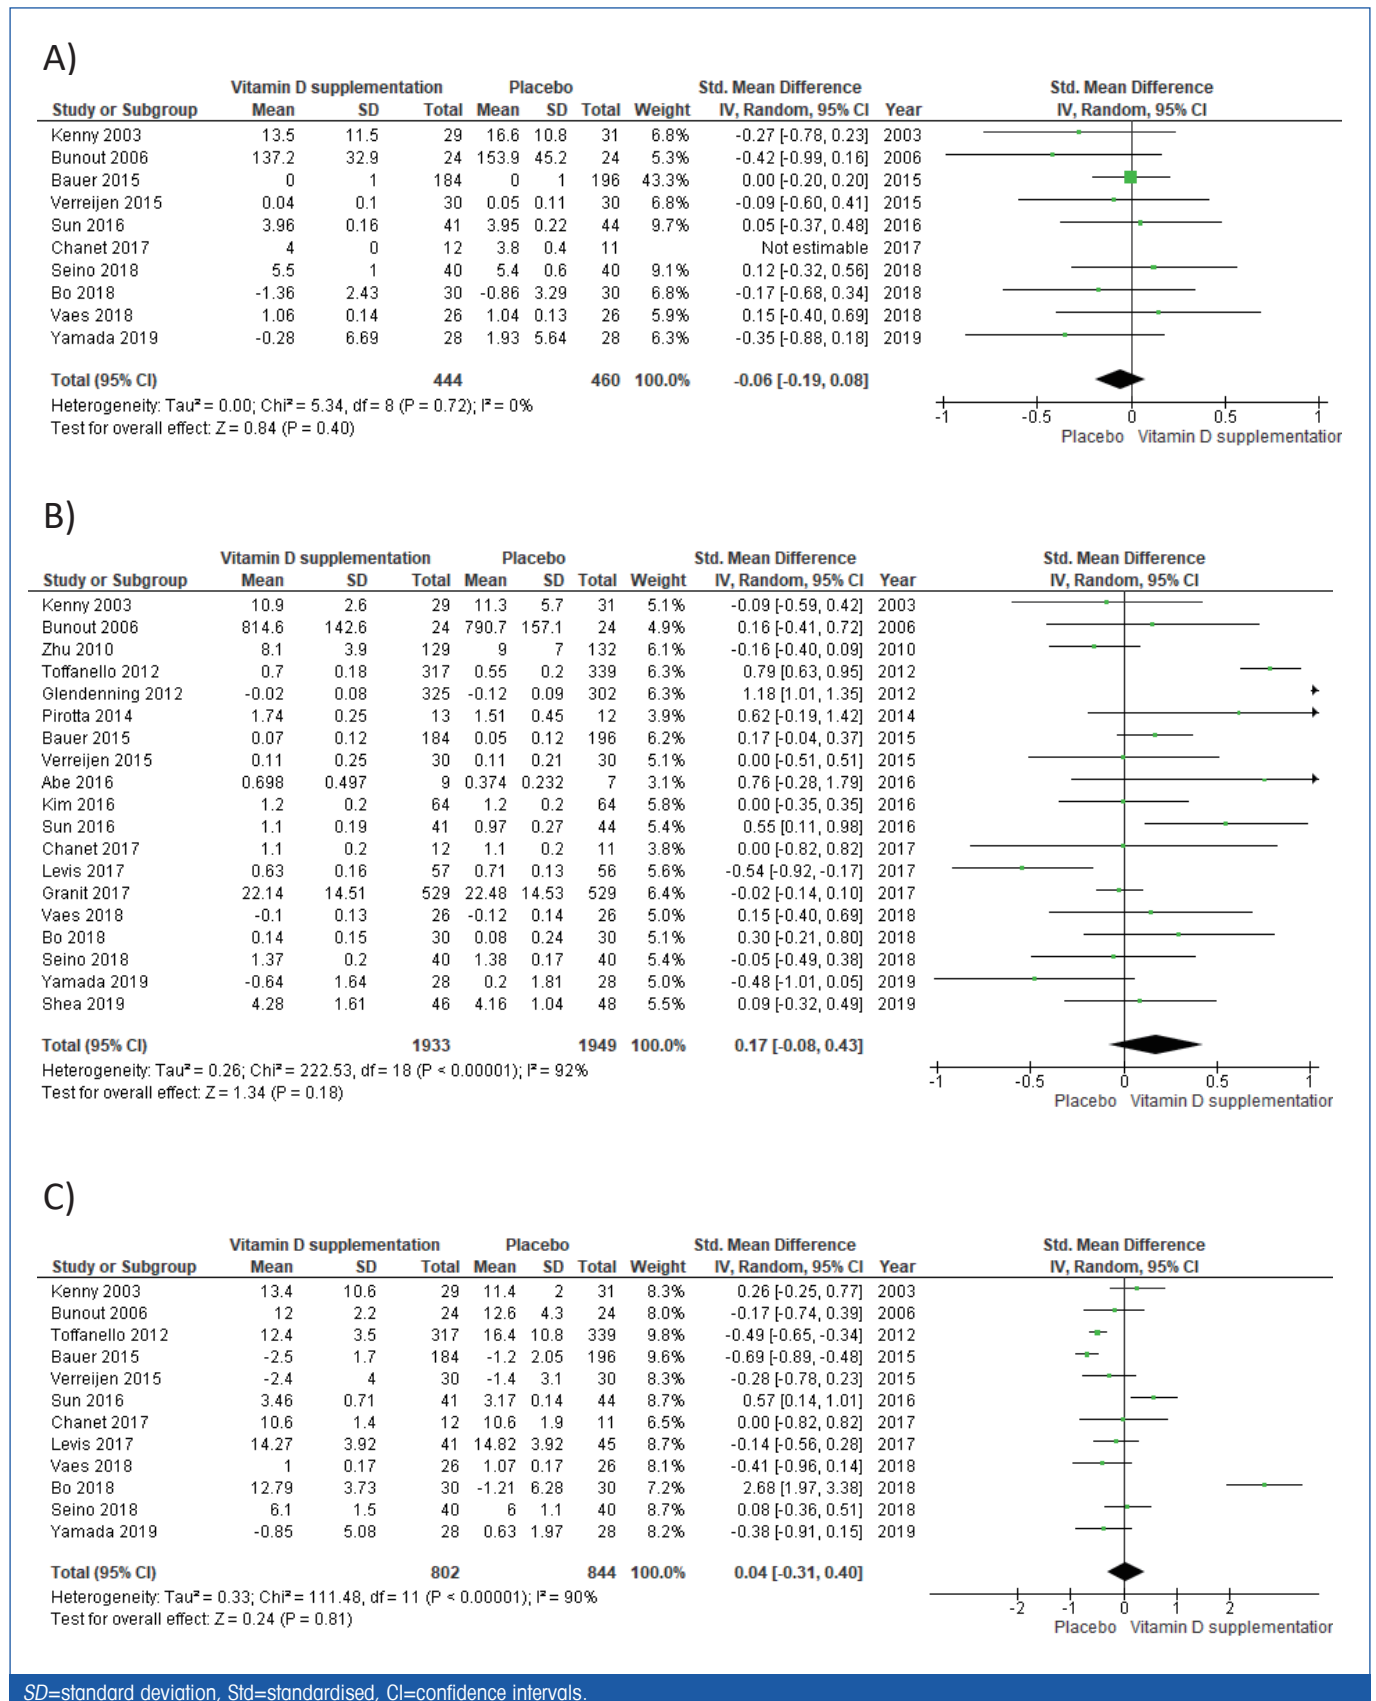 A)
Vitamin D supplementation Placebo Std. Mean Difference Std. Mean Difference
Study or Subgroup Mean SD Total Mean SD Total Weight IV, Random, 95% CI Year IV, Random, 95% CI
Kenny 2003 13.5 11.5 29 16.6 10.8 31 6.8% -0.27 [-0.78, 0.23] 2003
Bunout 2006 137.2 32.9 24 153.9 45.2 24 5.3% -0.42 [-0.99, 0.16] 2006
Bauer 2015 0 1 184 0 1 196 43.3% 0.00 [-0.20, 0.20] 2015
Verreijen 2015 0.04 0.1 30 0.05 0.11 30 6.8% -0.09 [-0.60, 0.41] 2015
Sun 2016 3.96 0.16 41 3.95 0.22 44 9.7% 0.05 [-0.37, 0.48] 2016
Chanet 2017 4 0 12 3.8 0.4 11 Not estimable 2017
Seino 2018 5.5 1 40 5.4 0.6 40 9.1% 0.12 [-0.32, 0.56] 2018
Bo 2018 -1.36 2.43 30 -0.86 3.29 30 6.8% -0.17 [-0.68, 0.34] 2018
Vaes 2018 1.06 0.14 26 1.04 0.13 26 5.9% 0.15 [-0.40, 0.69] 2018
Yamada 2019 -0.28 6.69 28 1.93 5.64 28 6.3% -0.35 [-0.88, 0.18] 2019
Total (95% CI) 444 460 100.0% -0.06 [-0.19, 0.08]
Heterogeneity: Tau² = 0.00; Chi² = 5.34, df = 8 (P = 0.72); I² = 0%
Test for overall effect: Z = 0.84 (P = 0.40)
-1 -0.5 0 0.5 1
Placebo Vitamin D supplementation
B)
Vitamin D supplementation Placebo Std. Mean Difference Std. Mean Difference
Study or Subgroup Mean SD Total Mean SD Total Weight IV, Random, 95% CI Year IV, Random, 95% CI
Kenny 2003 10.9 2.6 29 11.3 5.7 31 5.1% -0.09 [-0.59, 0.42] 2003
Bunout 2006 814.6 142.6 24 790.7 157.1 24 4.9% 0.16 [-0.41, 0.72] 2006
Zhu 2010 8.1 3.9 129 9 7 132 6.1% -0.16 [-0.40, 0.09] 2010
Toffanello 2012 0.7 0.18 317 0.55 0.2 339 6.3% 0.79 [0.63, 0.95] 2012
Glendenning 2012 -0.02 0.08 325 -0.12 0.09 302 6.3% 1.18 [1.01, 1.35] 2012
Pirotta 2014 1.74 0.25 13 1.51 0.45 12 3.9% 0.62 [-0.19, 1.42] 2014
Bauer 2015 0.07 0.12 184 0.05 0.12 196 6.2% 0.17 [-0.04, 0.37] 2015
Verreijen 2015 0.11 0.25 30 0.11 0.21 30 5.1% 0.00 [-0.51, 0.51] 2015
Abe 2016 0.698 0.497 9 0.374 0.232 7 3.1% 0.76 [-0.28, 1.79] 2016
Kim 2016 1.2 0.2 64 1.2 0.2 64 5.8% 0.00 [-0.35, 0.35] 2016
Sun 2016 1.1 0.19 41 0.97 0.27 44 5.4% 0.55 [0.11, 0.98] 2016
Chanet 2017 1.1 0.2 12 1.1 0.2 11 3.8% 0.00 [-0.82, 0.82] 2017
Levis 2017 0.63 0.16 57 0.71 0.13 56 5.6% -0.54 [-0.92, -0.17] 2017
Granit 2017 22.14 14.51 529 22.48 14.53 529 6.4% -0.02 [-0.14, 0.10] 2017
Vaes 2018 -0.1 0.13 26 -0.12 0.14 26 5.0% 0.15 [-0.40, 0.69] 2018
Bo 2018 0.14 0.15 30 0.08 0.24 30 5.1% 0.30 [-0.21, 0.80] 2018
Seino 2018 1.37 0.2 40 1.38 0.17 40 5.4% -0.05 [-0.49, 0.38] 2018
Yamada 2019 -0.64 1.64 28 0.2 1.81 28 5.0% -0.48 [-1.01, 0.05] 2019
Shea 2019 4.28 1.61 46 4.16 1.04 48 5.5% 0.09 [-0.32, 0.49] 2019
Total (95% CI) 1933 1949 100.0% 0.17 [-0.08, 0.43]
Heterogeneity: Tau² = 0.26; Chi² = 222.53, df = 18 (P < 0.00001); I² = 92%
Test for overall effect: Z = 1.34 (P = 0.18)
-1 -0.5 0 0.5 1
Placebo Vitamin D supplementation
C)
Vitamin D supplementation Placebo Std. Mean Difference Std. Mean Difference
Study or Subgroup Mean SD Total Mean SD Total Weight IV, Random, 95% CI Year IV, Random, 95% CI
Kenny 2003 13.4 10.6 29 11.4 2 31 8.3% 0.26 [-0.25, 0.77] 2003
Bunout 2006 12 2.2 24 12.6 4.3 24 8.0% -0.17 [-0.74, 0.39] 2006
Toffanello 2012 12.4 3.5 317 16.4 10.8 339 9.8% -0.49 [-0.65, -0.34] 2012
Bauer 2015 -2.5 1.7 184 -1.2 2.05 196 9.6% -0.69 [-0.89, -0.48] 2015
Verreijen 2015 -2.4 4 30 -1.4 3.1 30 8.3% -0.28 [-0.78, 0.23] 2015
Sun 2016 3.46 0.71 41 3.17 0.14 44 8.7% 0.57 [0.14, 1.01] 2016
Chanet 2017 10.6 1.4 12 10.6 1.9 11 6.5% 0.00 [-0.82, 0.82] 2017
Levis 2017 14.27 3.92 41 14.82 3.92 45 8.7% -0.14 [-0.56, 0.28] 2017
Vaes 2018 1 0.17 26 1.07 0.17 26 8.1% -0.41 [-0.96, 0.14] 2018
Bo 2018 12.79 3.73 30 -1.21 6.28 30 7.2% 2.68 [1.97, 3.38] 2018
Seino 2018 6.1 1.5 40 6 1.1 40 8.7% 0.08 [-0.36, 0.51] 2018
Yamada 2019 -0.85 5.08 28 0.63 1.97 28 8.2% -0.38 [-0.91, 0.15] 2019
Total (95% CI) 802 844 100.0% 0.04 [-0.31, 0.40]
Heterogeneity: Tau² = 0.33; Chi² = 111.48, df = 11 (P < 0.00001); I² = 90%
Test for overall effect: Z = 0.24 (P = 0.81)
-2 -1 0 1 2
Placebo Vitamin D supplementation
SD=standard deviation, Std=standardised, CI=confidence intervals.